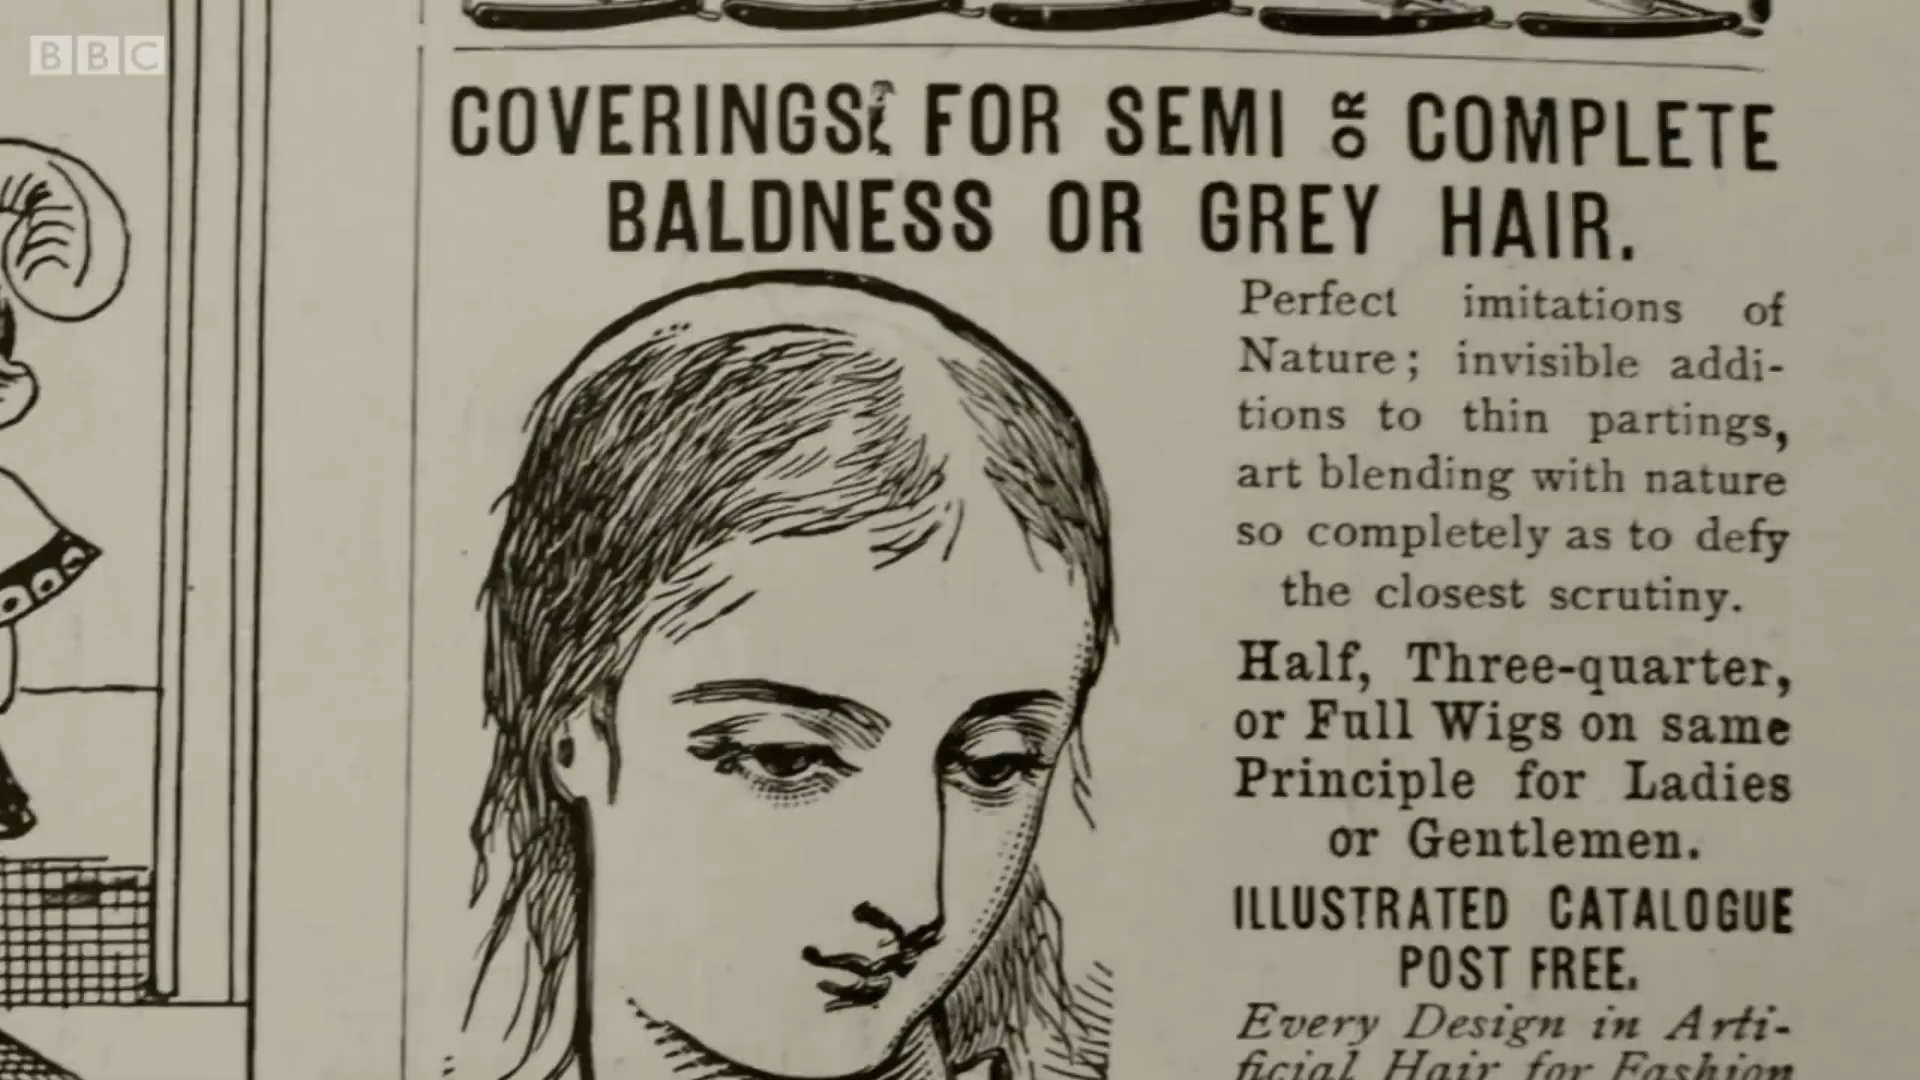 BBC
COVERINGS FOR SEMI OR COMPLETE
BALDNESS OR GREY HAIR.
Perfect imitations of
Nature; invisible addi-
tions to thin partings,
art blending with nature
so completely as to defy
the closest scrutiny.
Half, Three-quarter,
or Full Wigs on same
Principle for Ladies
or Gentlemen.
ILLUSTRATED CATALOGUE
POST FREE.
Every Design in Arti-
ficial Hair for Fashion